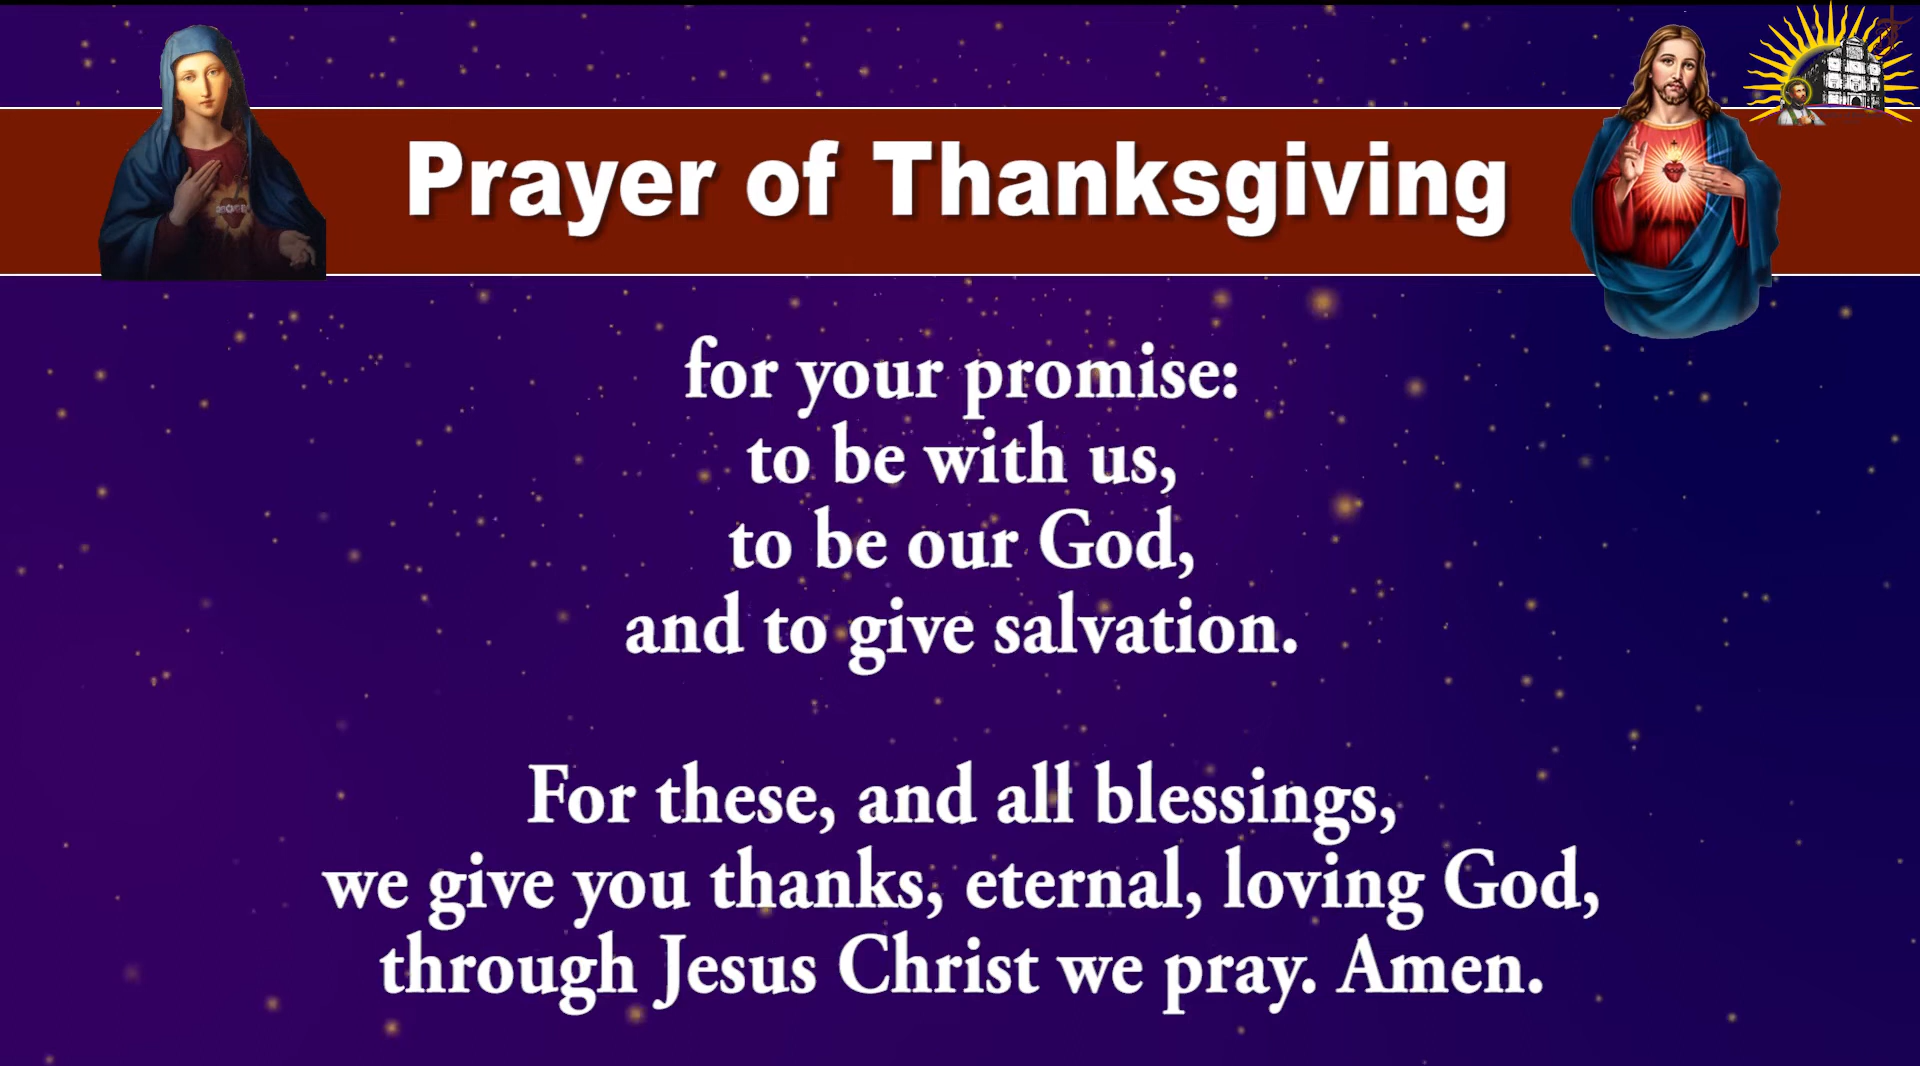 Prayer of Thanksgiving
for your promise:
to be with us,
to be our God,
and to give salvation.
For these, and all blessings,
we give you thanks, eternal, loving God,
through Jesus Christ we pray. Amen.